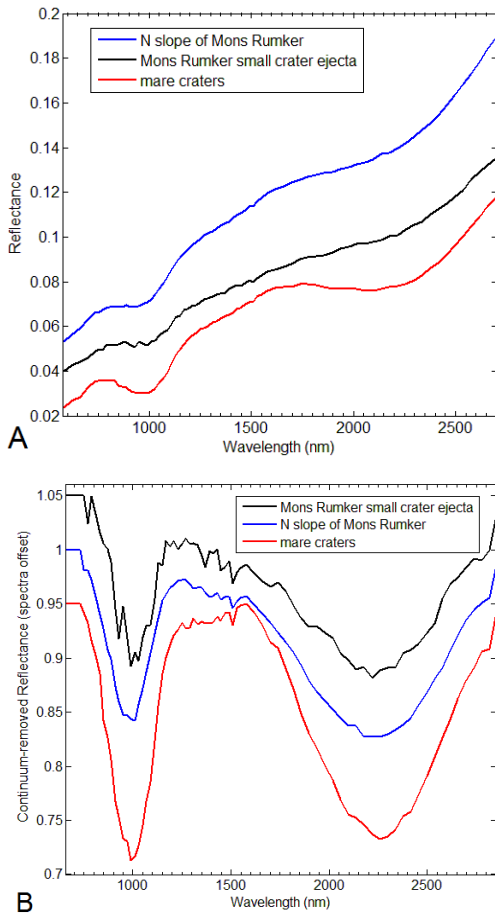 0.2
0.18
0.16
0.14
0.12
0.1
0.08
0.06
0.04
0.02
Reflectance
N slope of Mons Rumker
Mons Rumker small crater ejecta
mare craters
1000 1500 2000 2500
Wavelength (nm)
A
1.05
1
0.95
0.9
0.85
0.8
0.75
0.7
Continuum-removed Reflectance (spectra offset)
Mons Rumker small crater ejecta
N slope of Mons Rumker
mare craters
1000 1500 2000 2500
Wavelength (nm)
B